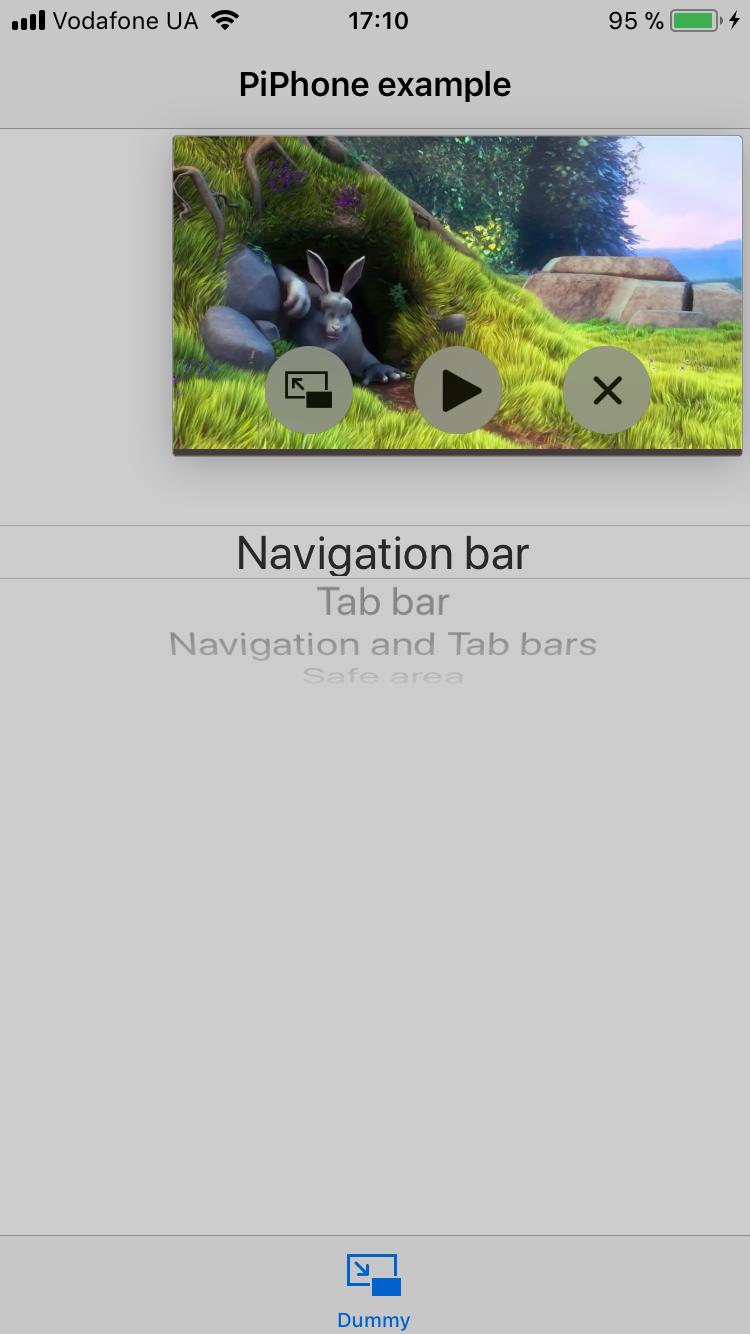 Vodafone UA 17:10 95 %
PiPhone example
Navigation bar
Tab bar
Navigation and Tab bars
Safe area
Dummy